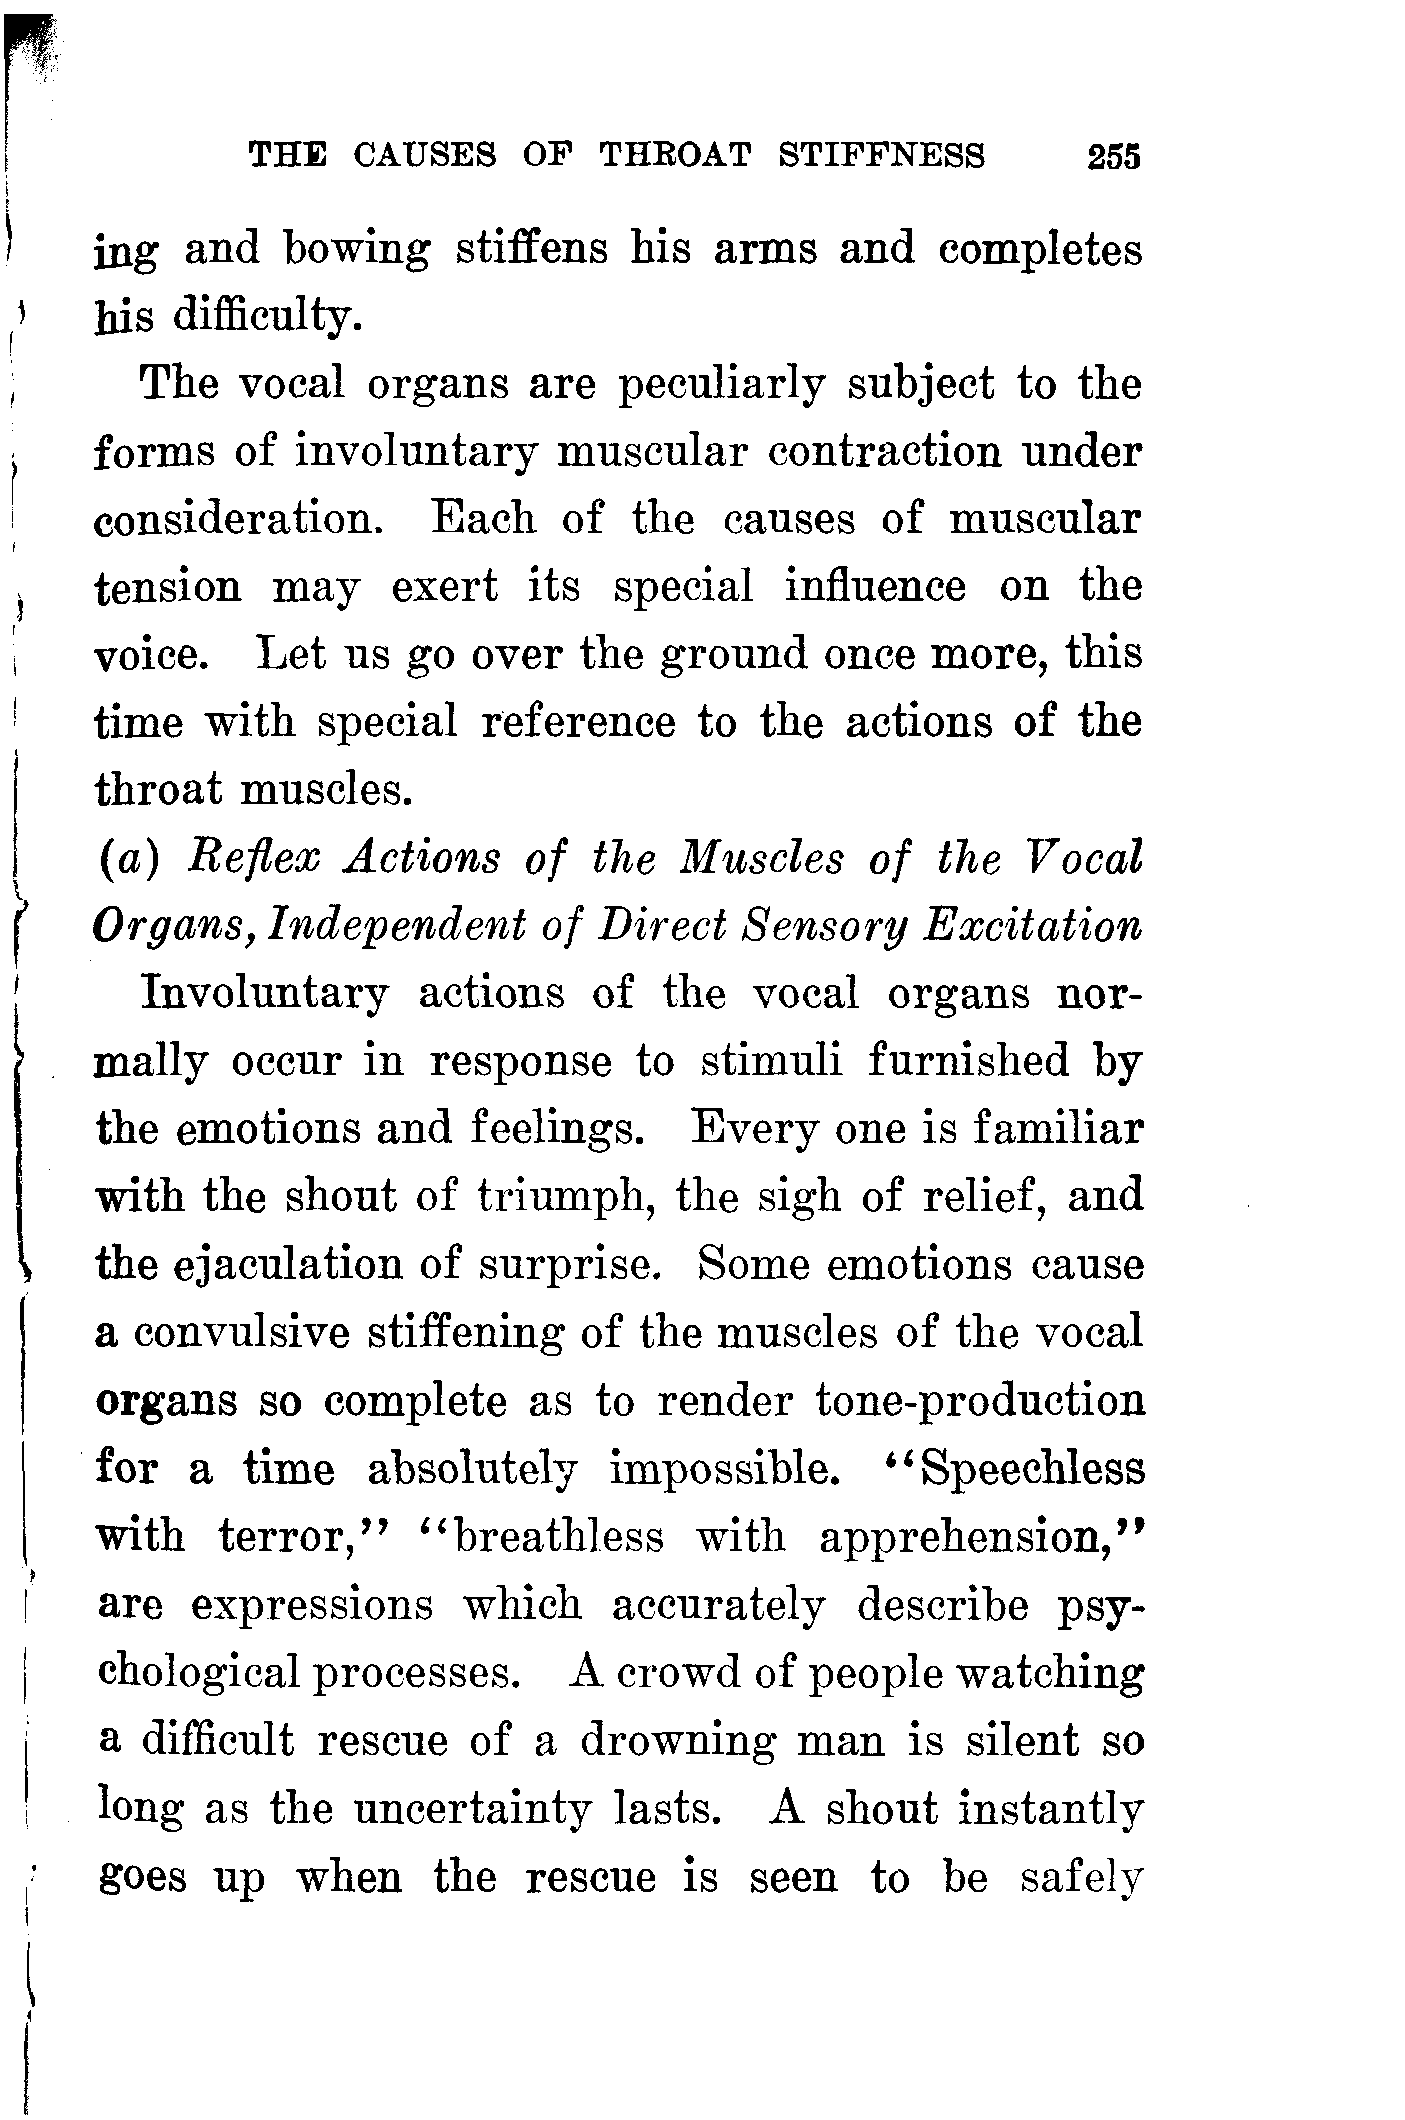 THE CAUSES OF THROAT STIFFNESS 255
ing and bowing stiffens his arms and completes
his difficulty.
The vocal organs are peculiarly subject to the
forms of involuntary muscular contraction under
consideration. Each of the causes of muscular
tension may exert its special influence on the
voice. Let us go over the ground once more, this
time with special reference to the actions of the
throat muscles.
(a) Reflex Actions of the Muscles of the Vocal
Organs, Independent of Direct Sensory Excitation
Involuntary actions of the vocal organs nor-
mally occur in response to stimuli furnished by
the emotions and feelings. Every one is familiar
with the shout of triumph, the sigh of relief, and
the ejaculation of surprise. Some emotions cause
a convulsive stiffening of the muscles of the vocal
organs so complete as to render tone-production
for a time absolutely impossible. “Speechless
with terror,” “breathless with apprehension,”
are expressions which accurately describe psy-
chological processes. A crowd of people watching
a difficult rescue of a drowning man is silent so
long as the uncertainty lasts. A shout instantly
goes up when the rescue is seen to be safely